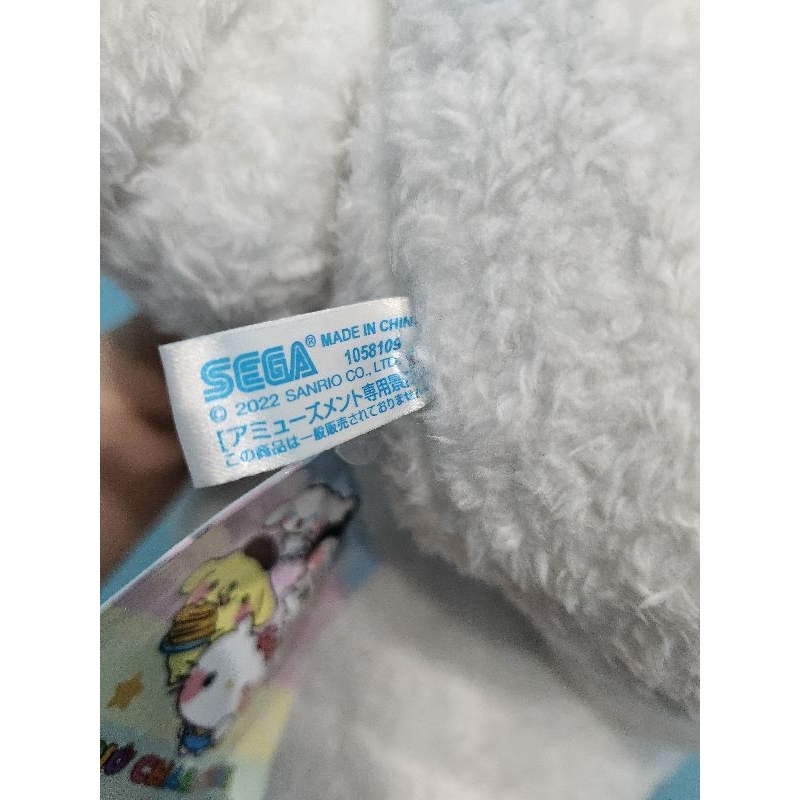 SEGA® MADE IN CHIN
1058109
© 2022 SANRIO CO., LTD.
[アミューズメント専用景
この商品は一般販売されておりませ